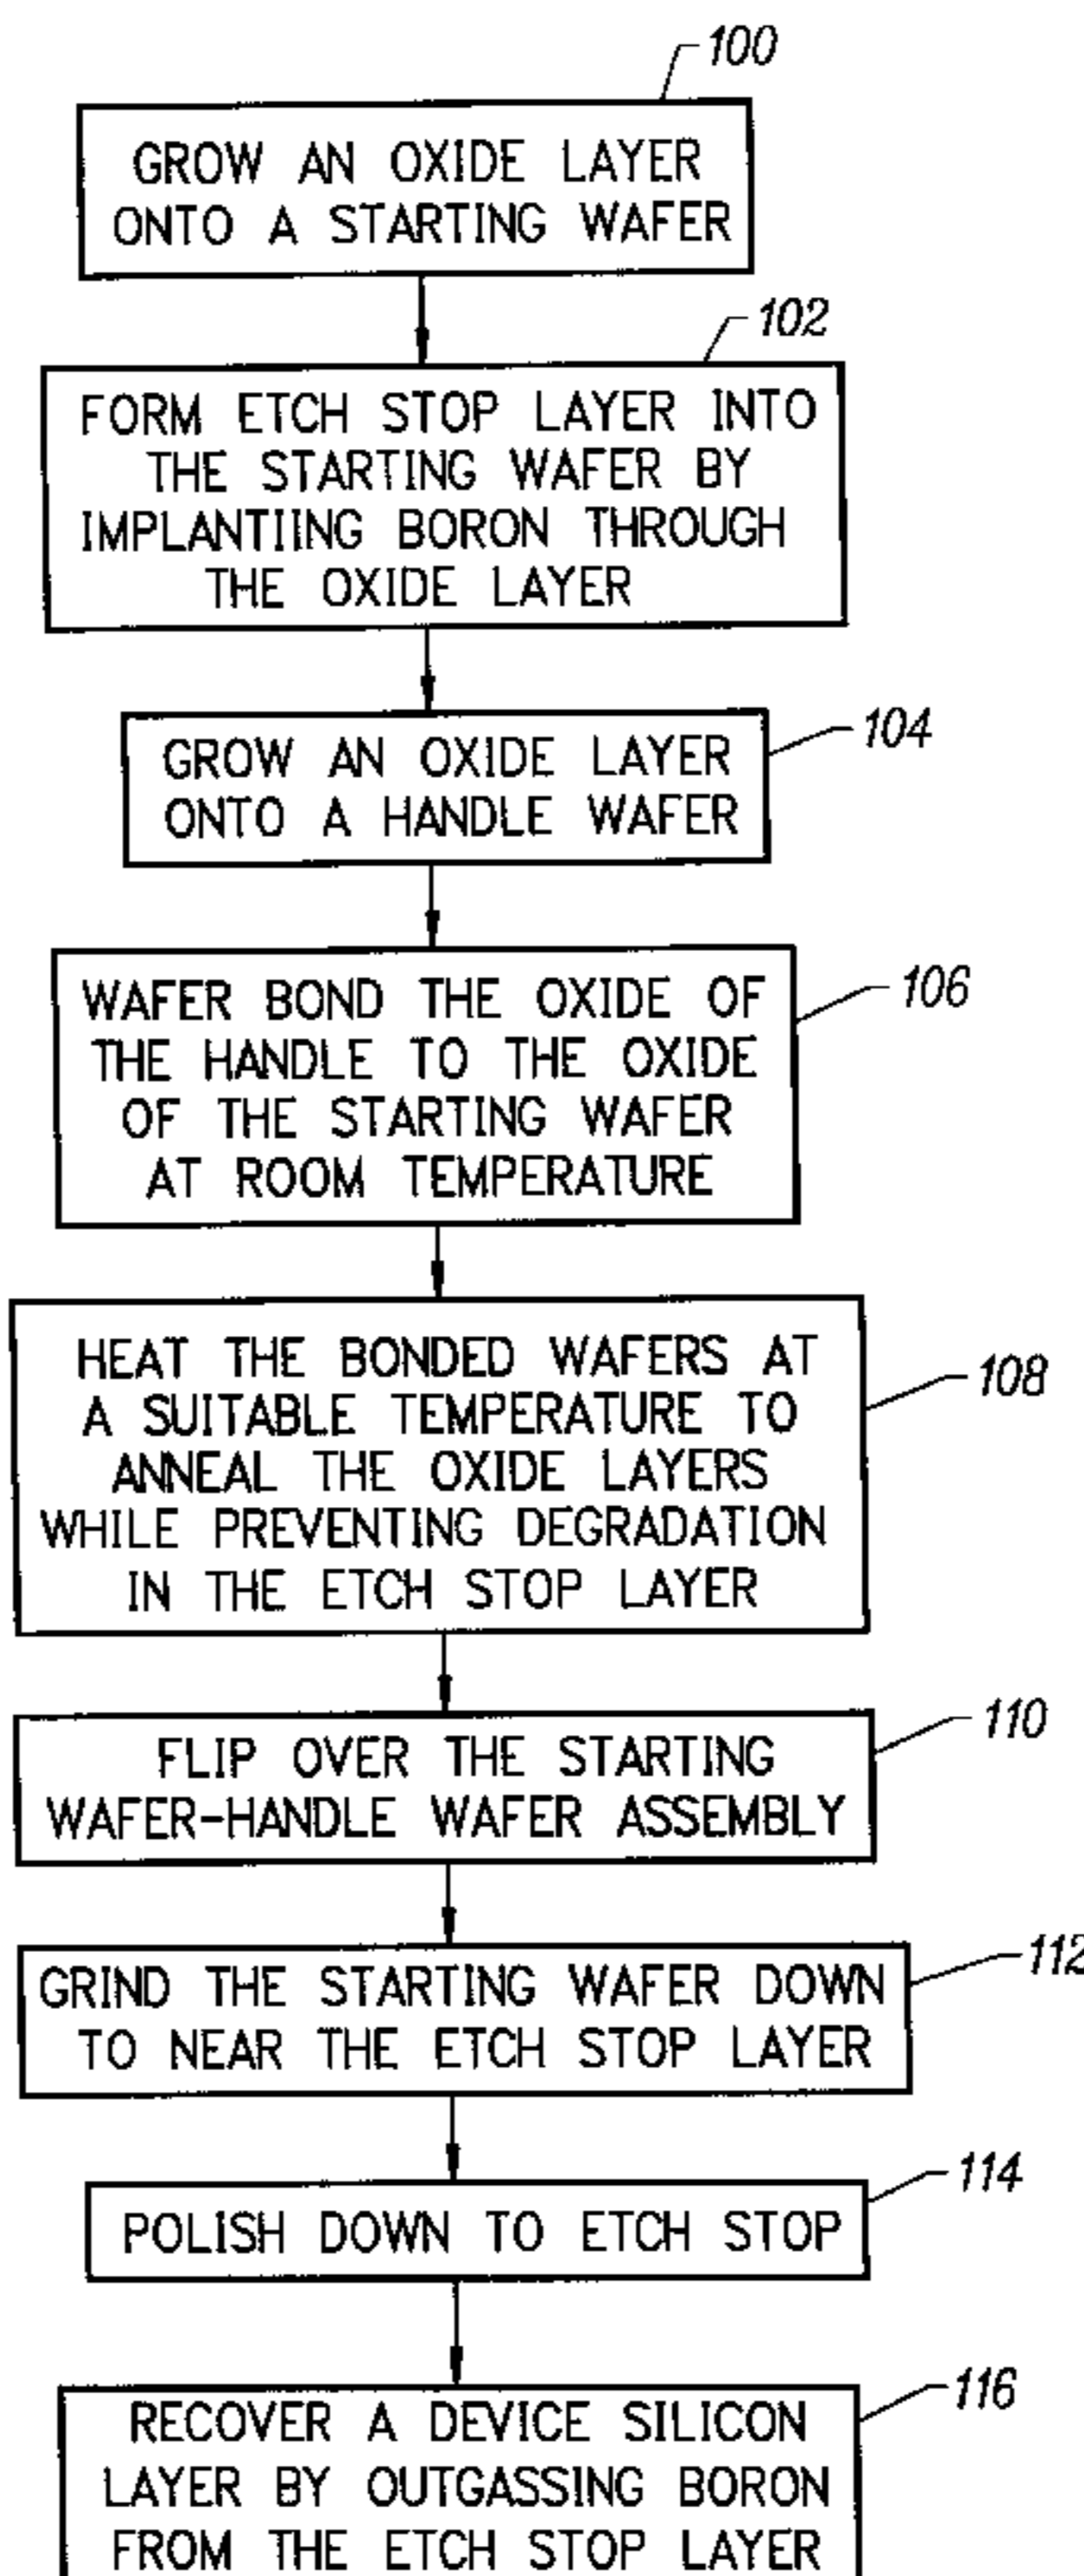 100
GROW AN OXIDE LAYER
ONTO A STARTING WAFER
102
FORM ETCH STOP LAYER INTO
THE STARTING WAFER BY
IMPLANTIING BORON THROUGH
THE OXIDE LAYER
104
GROW AN OXIDE LAYER
ONTO A HANDLE WAFER
106
WAFER BOND THE OXIDE OF
THE HANDLE TO THE OXIDE
OF THE STARTING WAFER
AT ROOM TEMPERATURE
108
HEAT THE BONDED WAFERS AT
A SUITABLE TEMPERATURE TO
ANNEAL THE OXIDE LAYERS
WHILE PREVENTING DEGRADATION
IN THE ETCH STOP LAYER
110
FLIP OVER THE STARTING
WAFER-HANDLE WAFER ASSEMBLY
112
GRIND THE STARTING WAFER DOWN
TO NEAR THE ETCH STOP LAYER
114
POLISH DOWN TO ETCH STOP
116
RECOVER A DEVICE SILICON
LAYER BY OUTGASSING BORON
FROM THE ETCH STOP LAYER